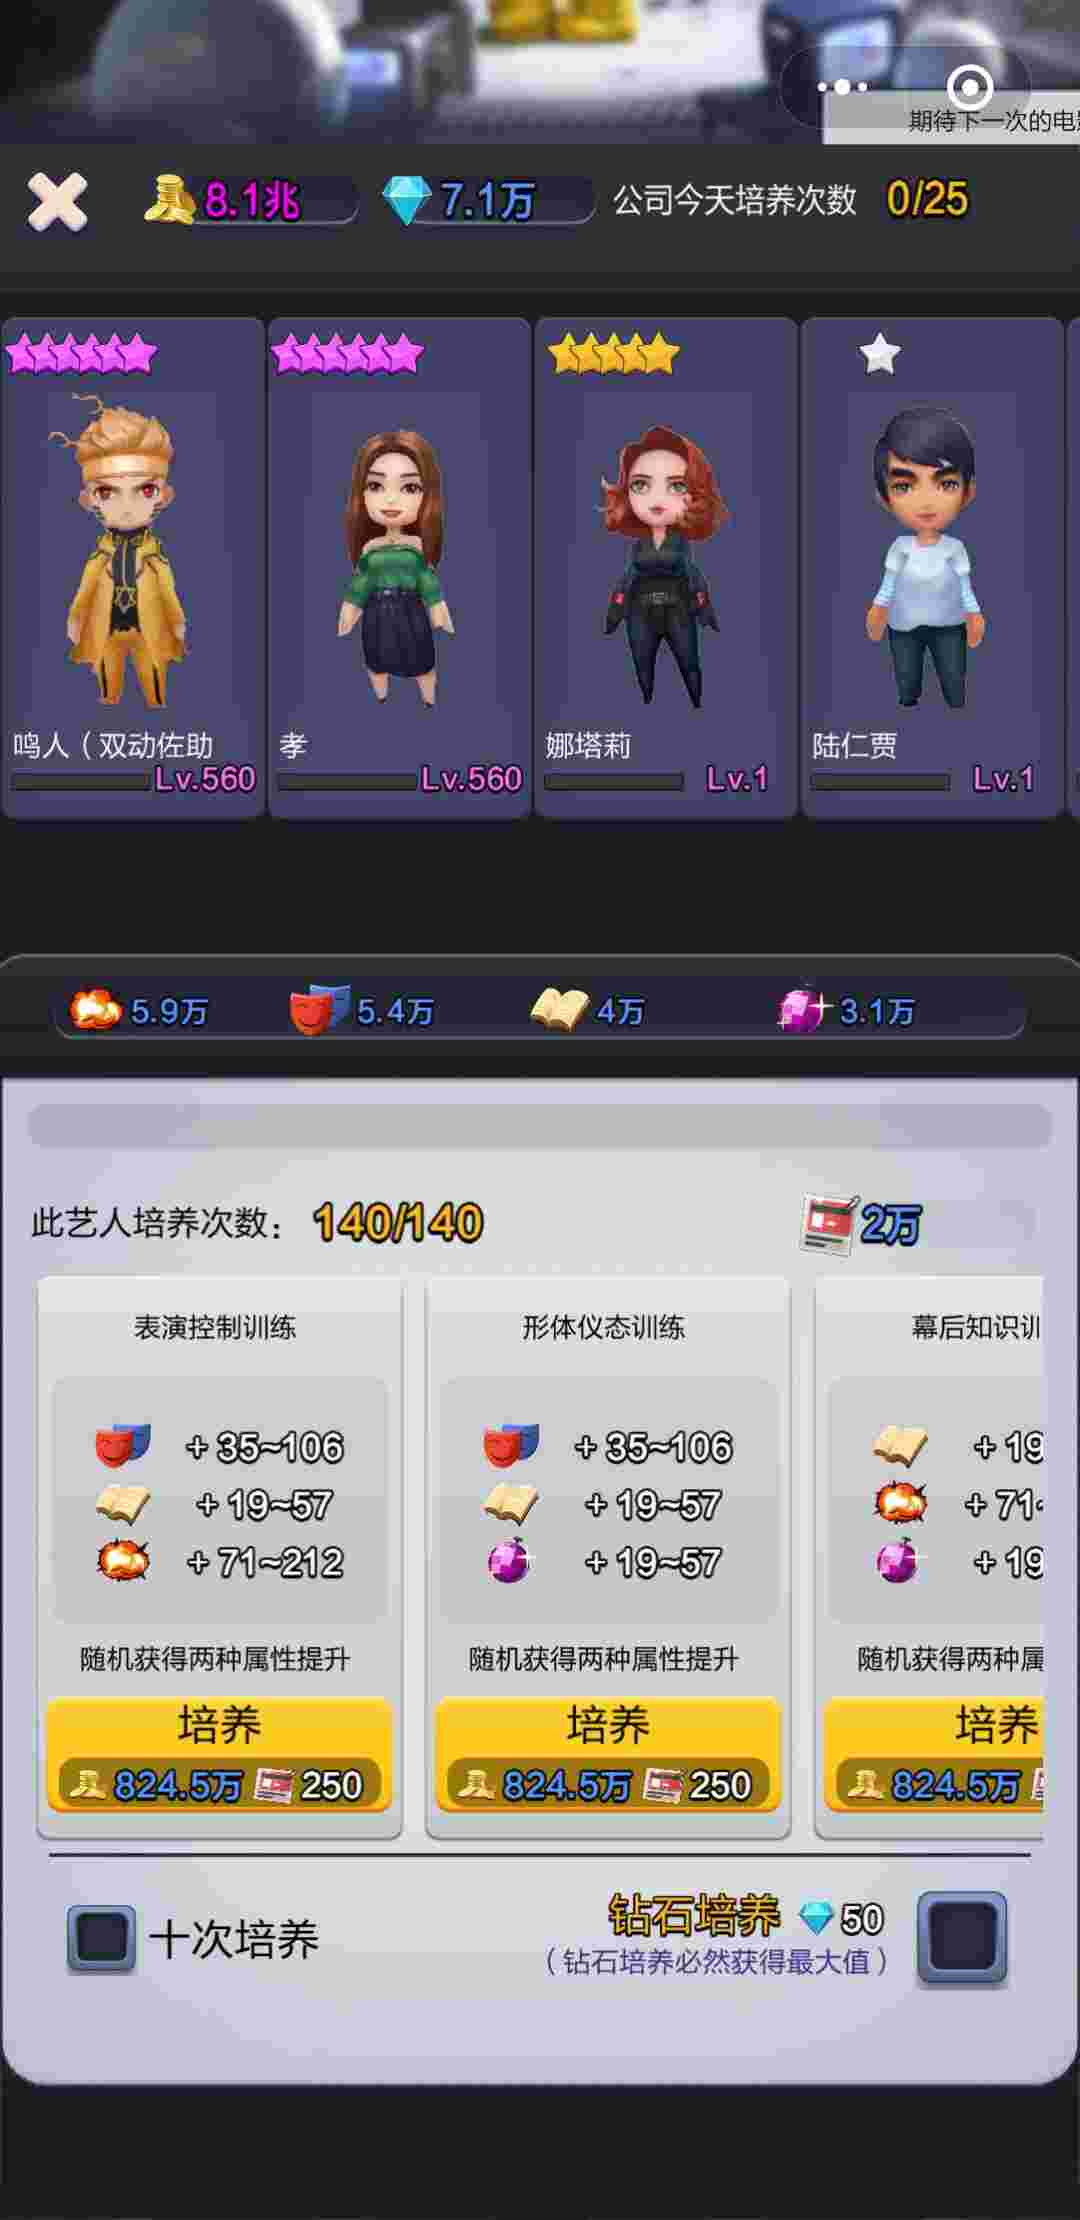 期待下一次的电
8.1兆
7.1万
公司今天培养次数 0/25
鸣人（双动佐助
Lv.560
孝
Lv.560
娜塔莉
Lv.1
陆仁贾
Lv.1
5.9万
5.4万
4万
3.1万
此艺人培养次数： 140/140
2万
表演控制训练
+ 35~106
+ 19~57
+ 71~212
随机获得两种属性提升
培养
824.5万 250
形体仪态训练
+ 35~106
+ 19~57
+ 19~57
随机获得两种属性提升
培养
824.5万 250
幕后知识训
+ 19
+ 71
+ 19
随机获得两种属
培养
824.5万
十次培养
钻石培养 50
（钻石培养必然获得最大值）